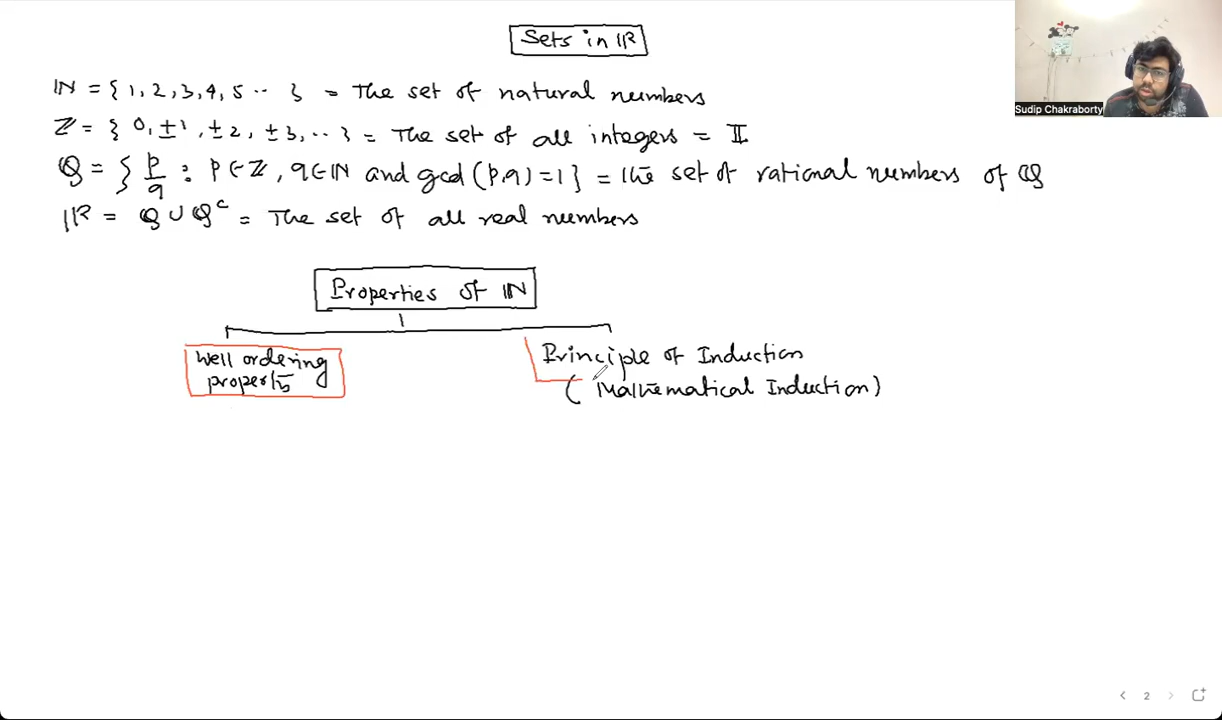 Sets in ℝ
Sudip Chakraborty
ℕ = { 1, 2, 3, 4, 5 ·· } = The set of natural numbers
ℤ = { 0, ±1, ±2, ±3, ·· } = The set of all integers = 𝕀
ℚ = { p/q : p ∈ ℤ, q ∈ ℕ and gcd (p, q) = 1 } = The set of rational numbers of ℚ
ℝ = ℚ ∪ ℚᶜ = The set of all real numbers
Properties of ℕ
Well ordering
property
Principle of Induction
( Mathematical Induction )
2